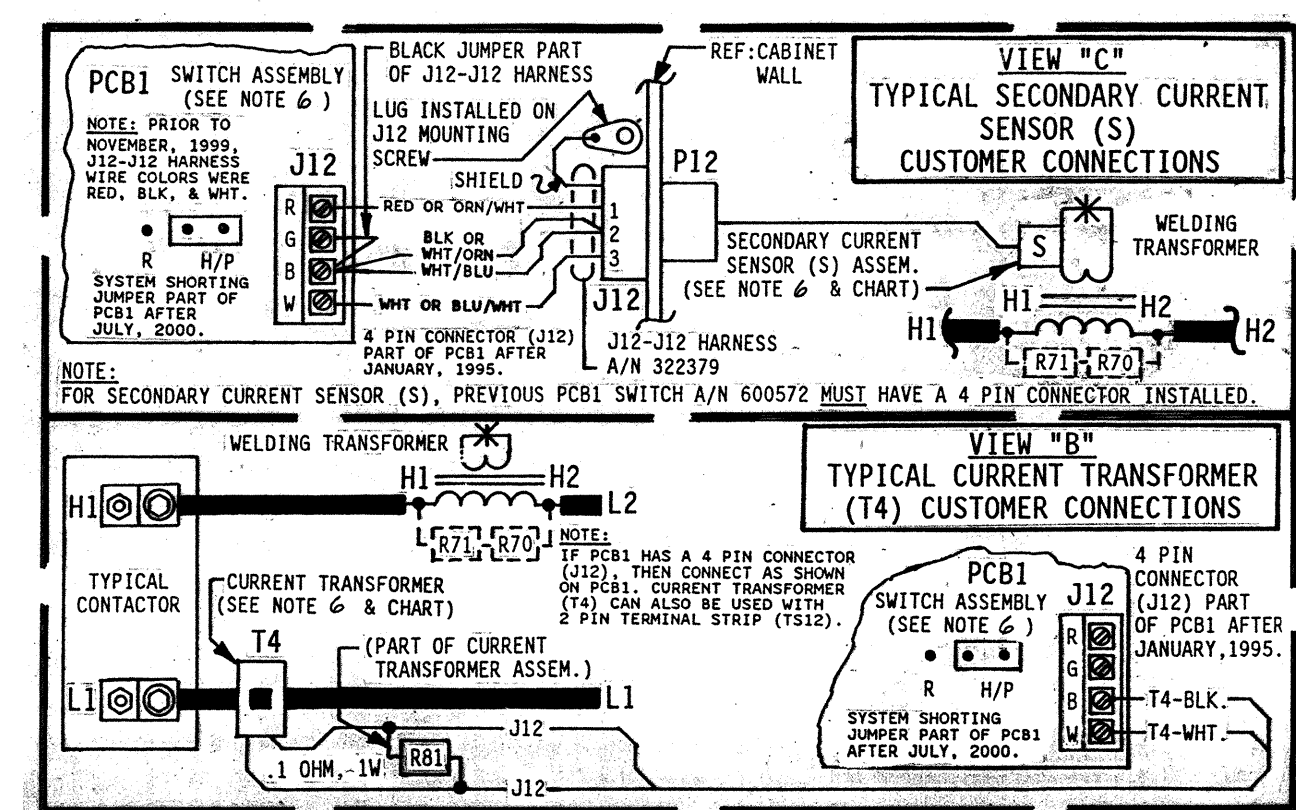 BLACK JUMPER PART
OF J12-J12 HARNESS
REF:CABINET
WALL
VIEW "C"
TYPICAL SECONDARY CURRENT
SENSOR (S)
CUSTOMER CONNECTIONS
PCB1
SWITCH ASSEMBLY
(SEE NOTE 6 )
NOTE: PRIOR TO
NOVEMBER, 1999,
J12-J12 HARNESS
WIRE COLORS WERE
RED, BLK, & WHT.
J12
LUG INSTALLED ON
J12 MOUNTING
SCREW
SHIELD
P12
R
G
B
W
RED OR ORN/WHT
BLK OR
WHT/ORN
WHT/BLU
WHT OR BLU/WHT
1
2
3
J12
R
H/P
SYSTEM SHORTING
JUMPER PART OF
PCB1 AFTER
JULY, 2000.
4 PIN CONNECTOR (J12)
PART OF PCB1 AFTER
JANUARY, 1995.
J12-J12 HARNESS
A/N 322379
SECONDARY CURRENT
SENSOR (S) ASSEM.
(SEE NOTE 6 & CHART)
S
WELDING
TRANSFORMER
H1
H2
H1
H2
R71
R70
NOTE:
FOR SECONDARY CURRENT SENSOR (S), PREVIOUS PCB1 SWITCH A/N 600572 MUST HAVE A 4 PIN CONNECTOR INSTALLED.
WELDING TRANSFORMER
VIEW "B"
TYPICAL CURRENT TRANSFORMER
(T4) CUSTOMER CONNECTIONS
H1
H2
H1
L2
R71
R70
NOTE:
IF PCB1 HAS A 4 PIN CONNECTOR
(J12), THEN CONNECT AS SHOWN
ON PCB1. CURRENT TRANSFORMER
(T4) CAN ALSO BE USED WITH
2 PIN TERMINAL STRIP (TS12).
TYPICAL
CONTACTOR
CURRENT TRANSFORMER
(SEE NOTE 6 & CHART)
T4
(PART OF CURRENT
TRANSFORMER ASSEM.)
L1
L1
J12
R81
.1 OHM, 1W
J12
PCB1
SWITCH ASSEMBLY
(SEE NOTE 6 )
J12
R
H/P
R
G
B
W
SYSTEM SHORTING
JUMPER PART OF PCB1
AFTER JULY, 2000.
4 PIN
CONNECTOR
(J12) PART
OF PCB1 AFTER
JANUARY,1995.
T4-BLK.
T4-WHT.